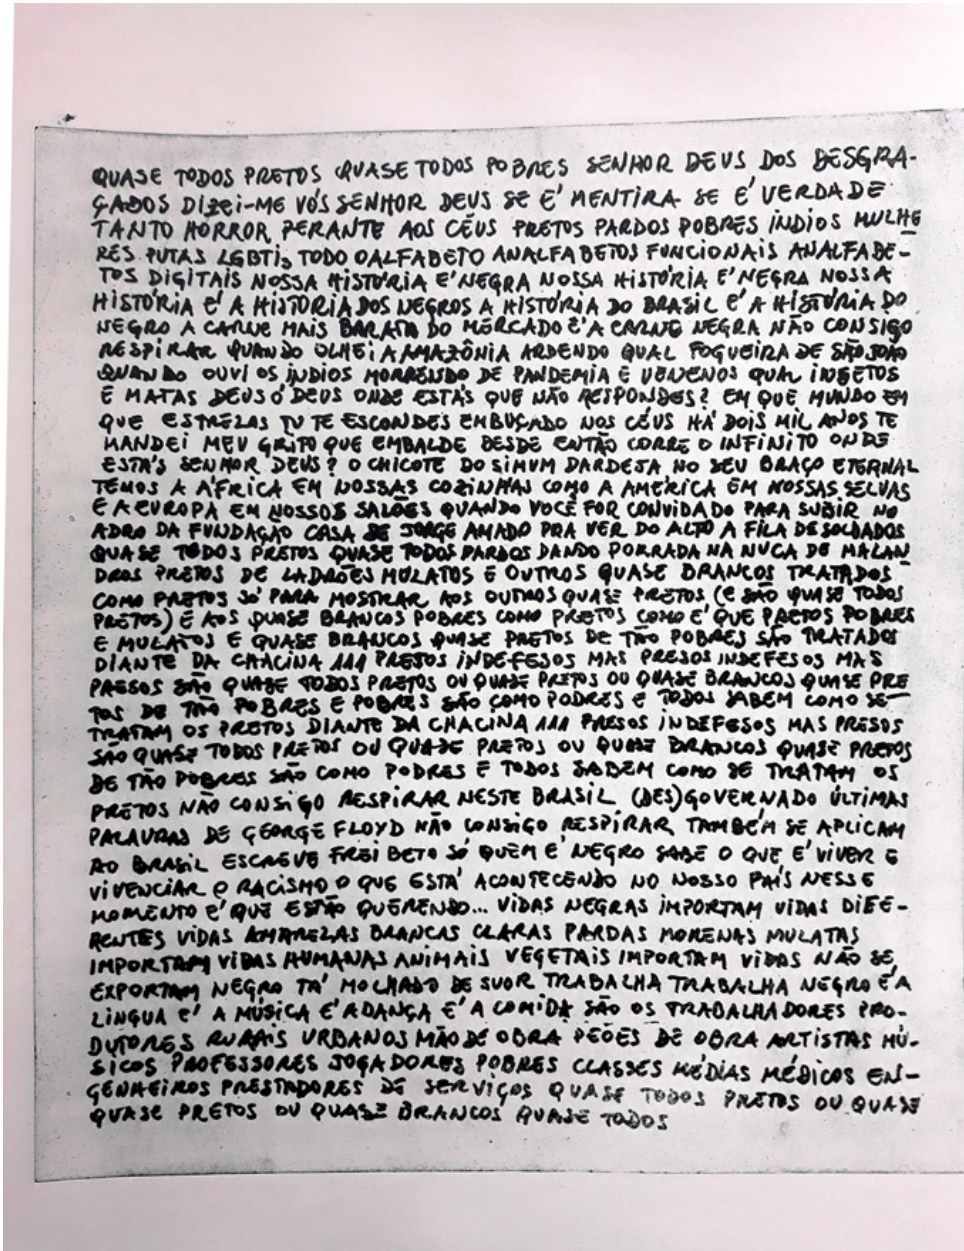 QUASE TODOS PRETOS QUASE TODOS POBRES SENHOR DEUS DOS DESGRA-
ÇADOS DIZEI-ME VÓS SENHOR DEUS SE É MENTIRA SE É VERDADE
TANTO HORROR PERANTE AOS CÉUS PRETOS PARDOS POBRES ÍNDIOS MULHE
RES PUTAS LGBTI, TODO O ALFABETO ANALFABETOS FUNCIONAIS ANALFABE-
TOS DIGITAIS NOSSA HISTÓRIA É NEGRA NOSSA HISTÓRIA É NEGRA NOSSA
HISTÓRIA É A HISTÓRIA DOS NEGROS A HISTÓRIA DO BRASIL É A HISTÓRIA DO
NEGRO A CARNE MAIS BARATA DO MERCADO É A CARNE NEGRA NÃO CONSIGO
RESPIRAR QUANDO OLHEI A AMAZÔNIA ARDENDO QUAL FOGUEIRA DE SÃO JOÃO
QUANDO OUVI OS ÍNDIOS MORRENDO DE PANDEMIA E VENENOS QUAL INSETOS
E MATAS DEUS Ó DEUS ONDE ESTÁS QUE NÃO RESPONDES? EM QUE MUNDO EM
QUE ESTRELAS TU TE ESCONDES EMBUÇADO NOS CÉUS HÁ DOIS MIL ANOS TE
MANDEI MEU GRITO QUE EMBALDE DESDE ENTÃO CORRE O INFINITO ONDE
ESTÁS SENHOR DEUS? O CHICOTE DO SIMUM DARDEJA NO SEU BRAÇO ETERNAL
TEMOS A ÁFRICA EM NOSSAS COZINHAS COMO A AMERICA EM NOSSAS SELVAS
E A EUROPA EM NOSSOS SALÕES QUANDO VOCÊ FOR CONVIDADO PARA SUBIR NO
ADRO DA FUNDAÇÃO CASA DE JORGE AMADO PRA VER DO ALTO A FILA DE SOLDADOS
QUASE TODOS PRETOS QUASE TODOS PARDOS DANDO PORRADA NA NUCA DE MALAN
DROS PRETOS DE LADRÕES MULATOS E OUTROS QUASE BRANCOS TRATADOS
COMO PRETOS SÓ PARA MOSTRAR AOS OUTROS QUASE PRETOS (E SÃO QUASE TODOS
PRETOS) E AOS QUASE BRANCOS POBRES COMO PRETOS COMO É QUE PRETOS POBRES
E MULATOS E QUASE BRANCOS QUASE PRETOS DE TÃO POBRES SÃO TRATADOS
DIANTE DA CHACINA 111 PRESOS INDEFESOS MAS PRESOS INDEFESOS MAS
PRESOS SÃO QUASE TODOS PRETOS OU QUASE PRETOS OU QUASE BRANCOS QUASE PRE
TOS DE TÃO POBRES E POBRES SÃO COMO PODRES E TODOS SABEM COMO SE
TRATAM OS PRETOS DIANTE DA CHACINA 111 PRESOS INDEFESOS MAS PRESOS
SÃO QUASE TODOS PRETOS OU QUASE PRETOS OU QUASE BRANCOS QUASE PRETOS
DE TÃO POBRES SÃO COMO PODRES E TODOS SABEM COMO SE TRATAM OS
PRETOS NÃO CONSIGO RESPIRAR NESTE BRASIL (DES)GOVERNADO ÚLTIMAS
PALAVRAS DE GEORGE FLOYD NÃO CONSIGO RESPIRAR TAMBÉM SE APLICAM
AO BRASIL ESCREVE FREI BETO SÓ QUEM É NEGRO SABE O QUE É VIVER E
VIVENCIAR O RACISMO O QUE ESTÁ ACONTECENDO NO NOSSO PAÍS NESSE
MOMENTO É QUE ESTÃO QUERENDO... VIDAS NEGRAS IMPORTAM VIDAS DIFE-
RENTES VIDAS AMARELAS BRANCAS CLARAS PARDAS MORENAS MULATAS
IMPORTAM VIDAS HUMANAS ANIMAIS VEGETAIS IMPORTAM VIDAS NÃO SE
EXPORTAM NEGRO TÁ MOLHADO DE SUOR TRABALHA TRABALHA NEGRO É A
LÍNGUA É A MÚSICA É A DANÇA É A COMIDA SÃO OS TRABALHADORES PRO-
DUTORES RURAIS URBANOS MÃO DE OBRA PEÕES DE OBRA ARTISTAS MÚ-
SICOS PROFESSORES JOGADORES POBRES CLASSES MÉDIAS MÉDICOS EN-
GENHEIROS PRESTADORES DE SERVIÇOS QUASE TODOS PRETOS OU QUASE
QUASE PRETOS OU QUASE BRANCOS QUASE TODOS